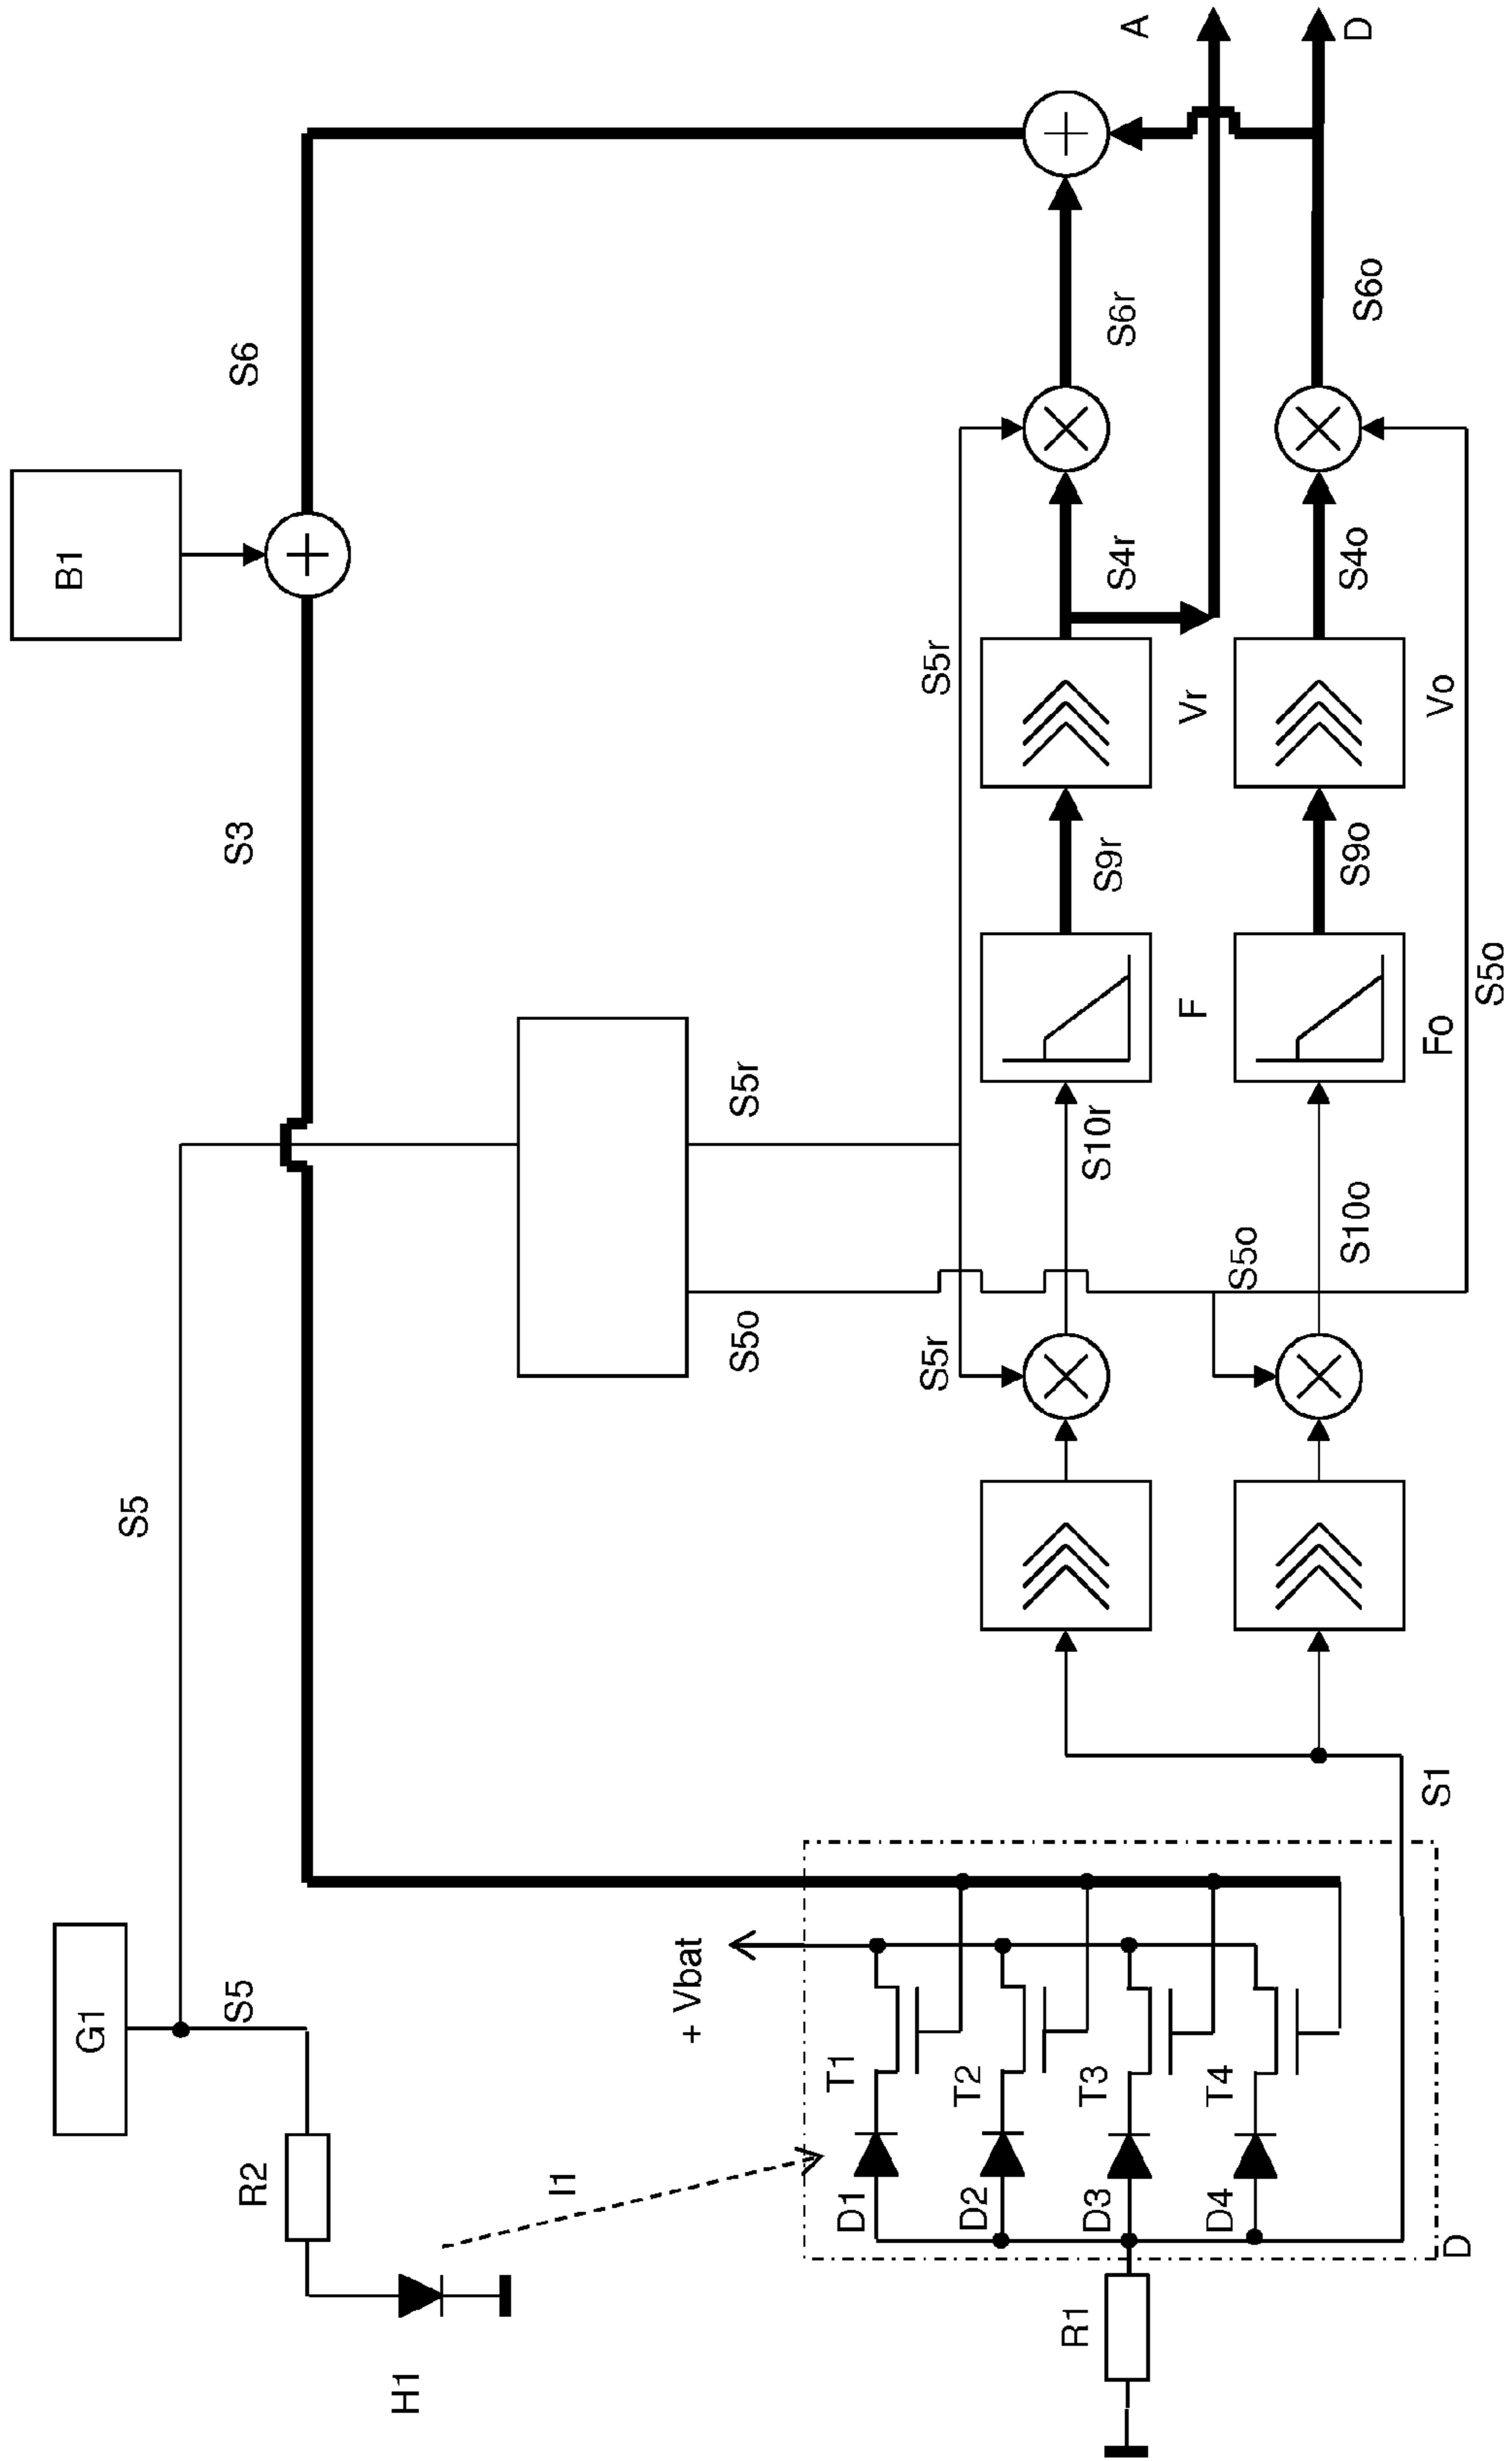 A
D
S6
S6r
S6o
B1
S4r
S4o
S5r
Vr
Vo
S3
S9r
S9o
F
Fo
S5o
S5r
S10r
S5o
S10o
S5o
S5r
S5
S1
G1
S5
+ Vbat
T1
T2
T3
T4
R2
I1
D1
D2
D3
D4
D
R1
H1